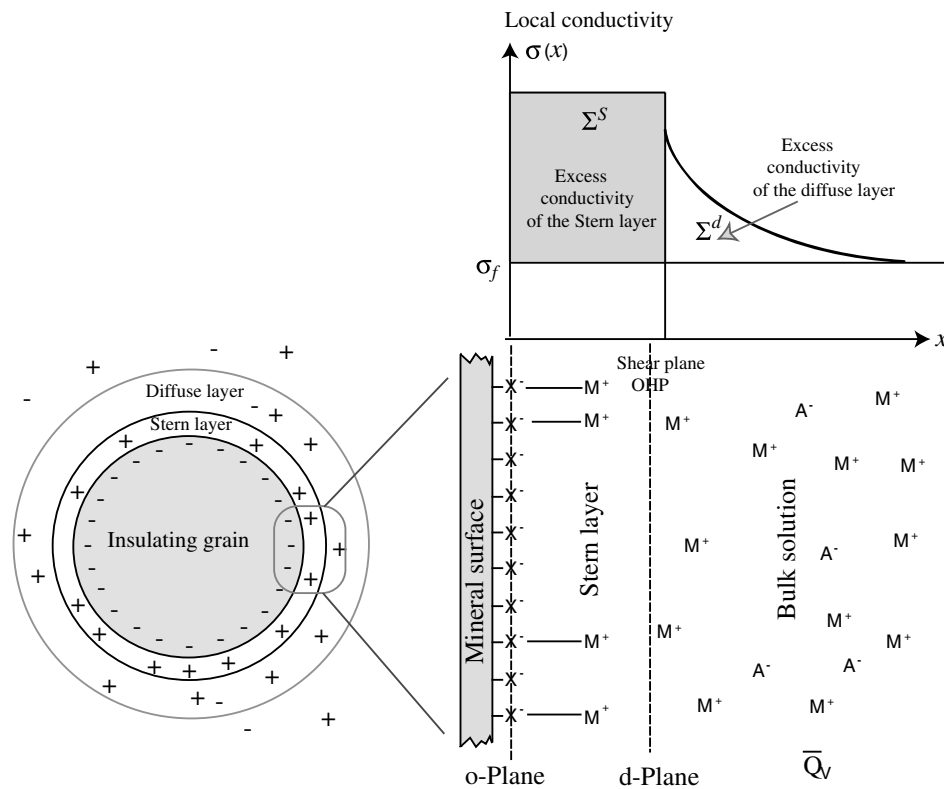 Local conductivity
σ(x)
Σ^S
Excess
conductivity
of the Stern layer
Excess
conductivity
of the diffuse layer
Σ^d
σ_f
x
Diffuse layer
Stern layer
Insulating grain
Shear plane
OHP
Mineral surface
Stern layer
Bulk solution
X⁻ M⁺
M⁺
A⁻
X⁻ M⁺ M⁺
M⁺
X⁻ M⁺ M⁺
X⁻
X⁻ M⁺ M⁺
A⁻
X⁻
X⁻
M⁺
M⁺
X⁻ M⁺ M⁺
A⁻ A⁻
X⁻
M⁺ M⁺
X⁻ M⁺
o-Plane
d-Plane
Q̅_V